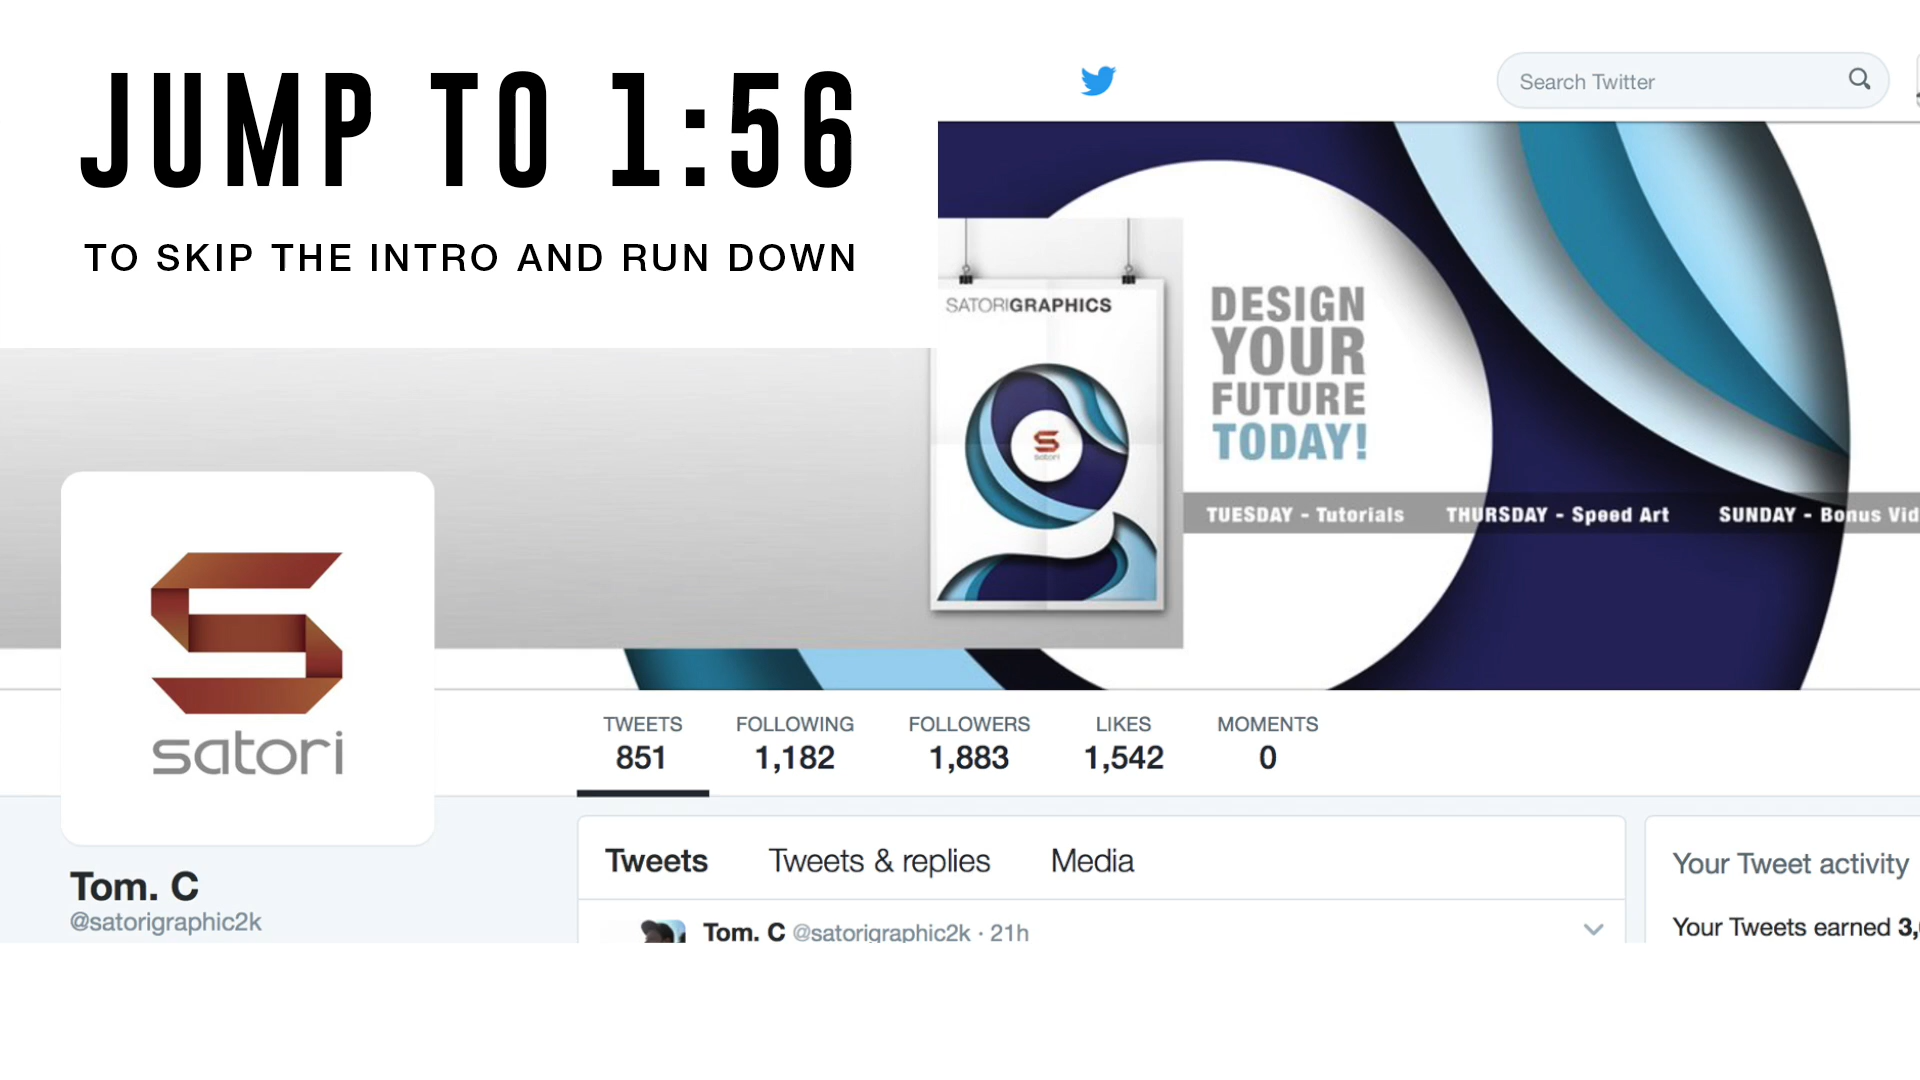 JUMP TO 1:56
TO SKIP THE INTRO AND RUN DOWN
Search Twitter
SATORIGRAPHICS
S
satori
DESIGN
YOUR
FUTURE
TODAY!
TUESDAY - Tutorials THURSDAY - Speed Art SUNDAY - Bonus Vid
satori
TWEETS FOLLOWING FOLLOWERS LIKES MOMENTS
851 1,182 1,883 1,542 0
Tom. C
@satorigraphic2k
Tweets Tweets & replies Media
Tom. C @satorigraphic2k · 21h
Your Tweet activity
Your Tweets earned 3,